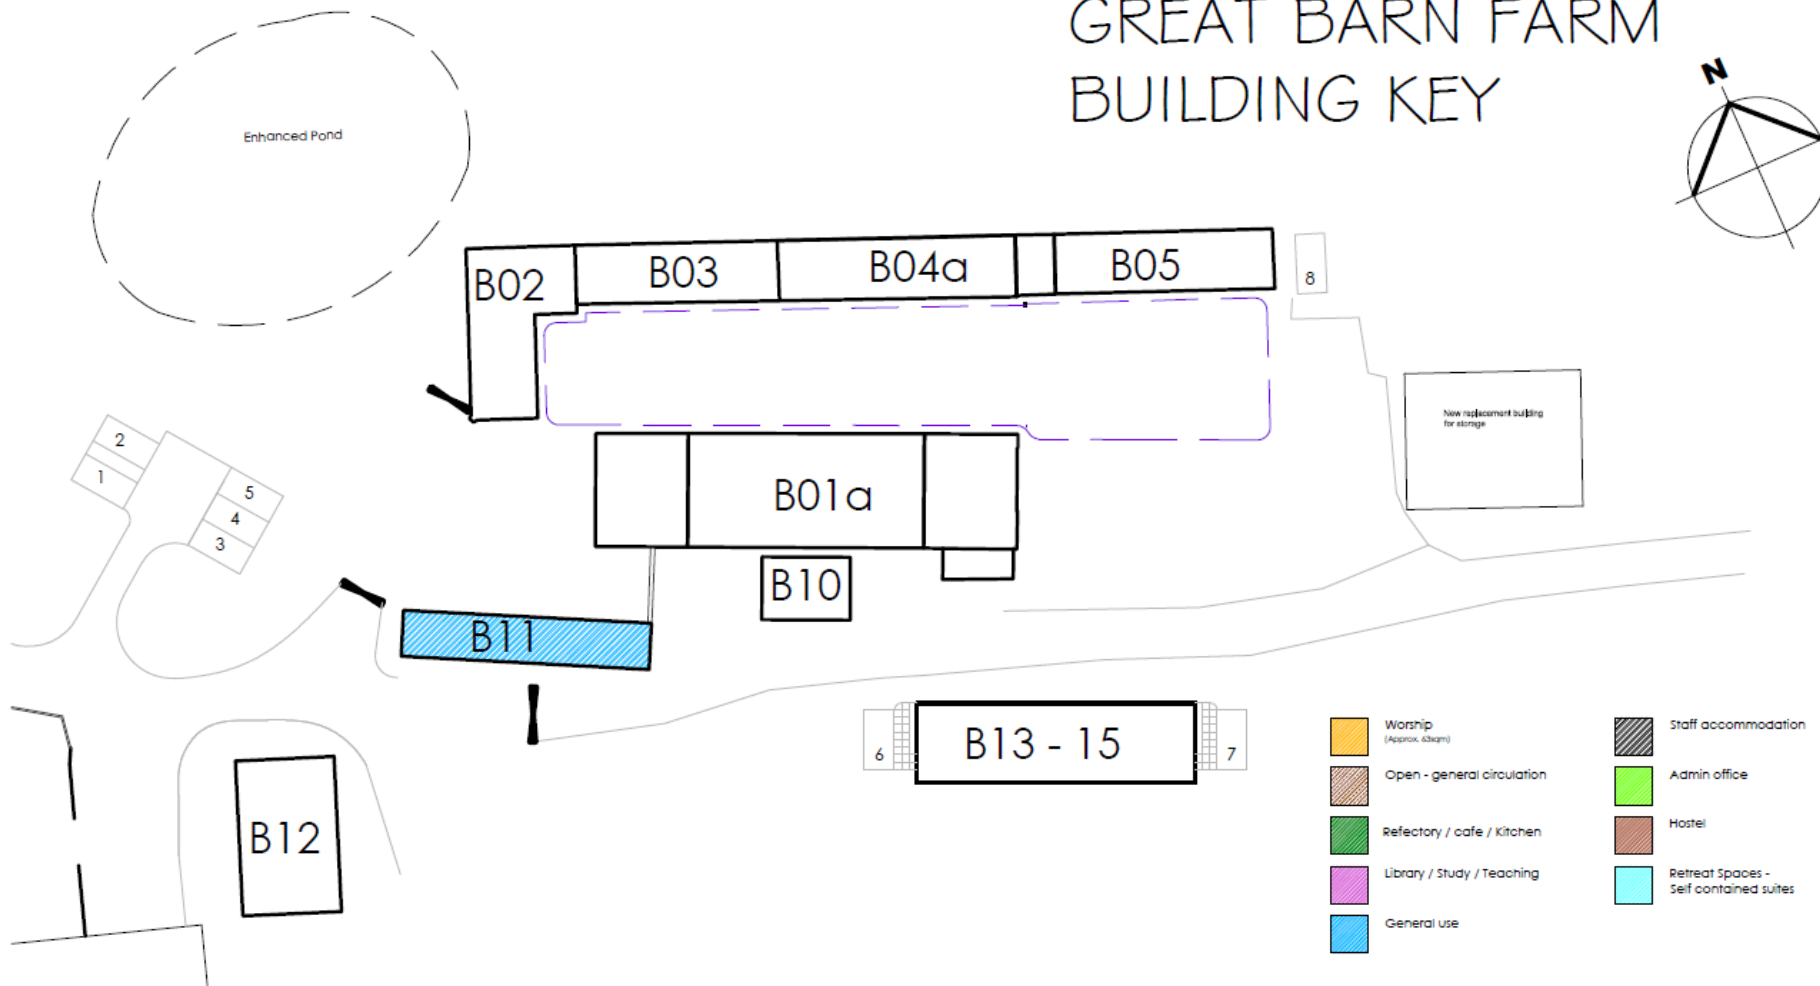 GREAT BARN FARM
BUILDING KEY
N
Enhanced Pond
B02
B03
B04a
B05
8
New replacement building
for storage
2
1
5
4
3
B01a
B10
B11
B12
6
B13 - 15
7
Worship
(Approx. 63sqm)
Open - general circulation
Refectory / cafe / Kitchen
Library / Study / Teaching
General use
Staff accommodation
Admin office
Hostel
Retreat Spaces -
Self contained suites